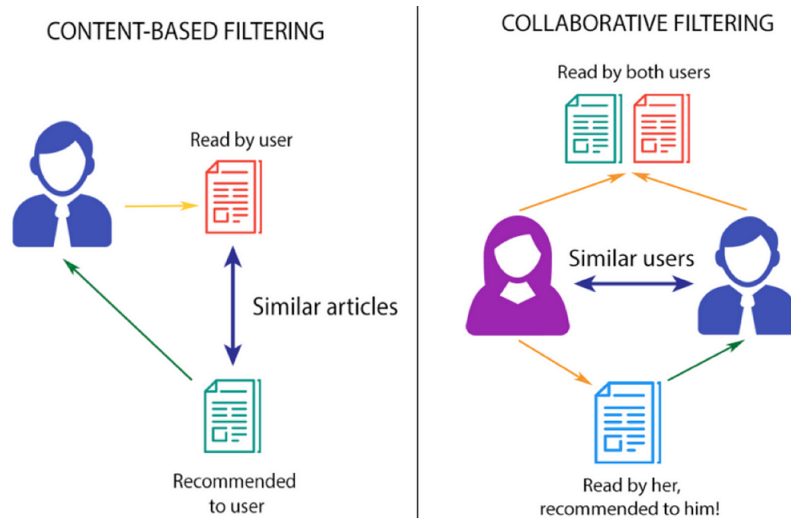 CONTENT-BASED FILTERING
Read by user
Similar articles
Recommended
to user
COLLABORATIVE FILTERING
Read by both users
Similar users
Read by her,
recommended to him!